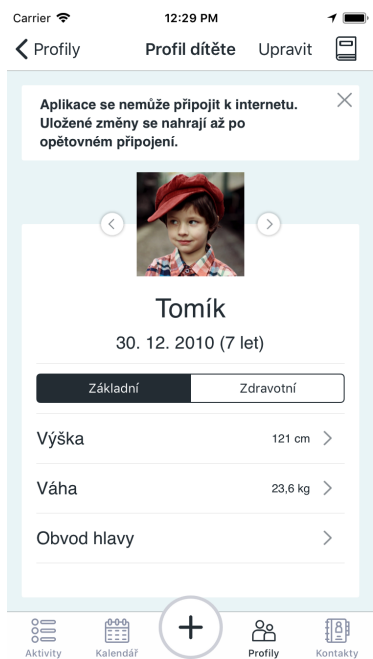 Carrier 12:29 PM
Profily Profil dítěte Upravit
Aplikace se nemůže připojit k internetu.
Uložené změny se nahrají až po
opětovném připojení.
Tomík
30. 12. 2010 (7 let)
Základní Zdravotní
Výška 121 cm
Váha 23,6 kg
Obvod hlavy
Aktivity Kalendář Profily Kontakty